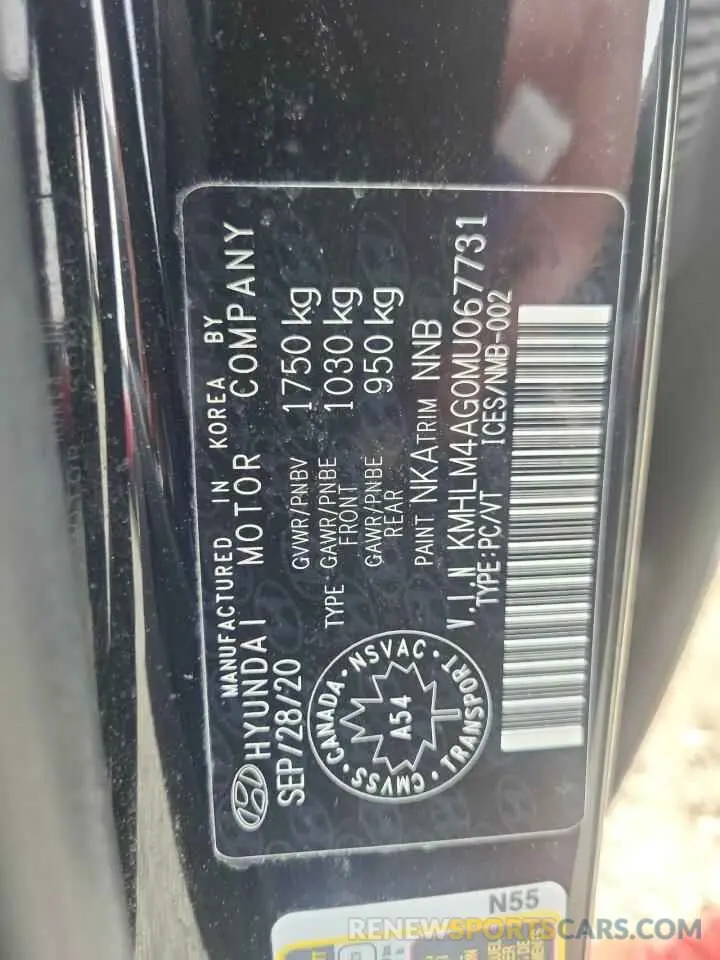 MANUFACTURED IN KOREA BY
HYUNDAI MOTOR COMPANY
SEP/28/20
GVWR/PNBV 1750 kg
TYPE GAWR/PNBE FRONT 1030 kg
GAWR/PNBE REAR 950 kg
PAINT NKA TRIM NNB
V.I.N KMHLM4AG0MU067731
TYPE:PC/VT ICES/NMB-002
CANADA · NSVAC · TRANSPORT · CMVSS ·
A54
N55
RENEWSPORTSCARS.COM